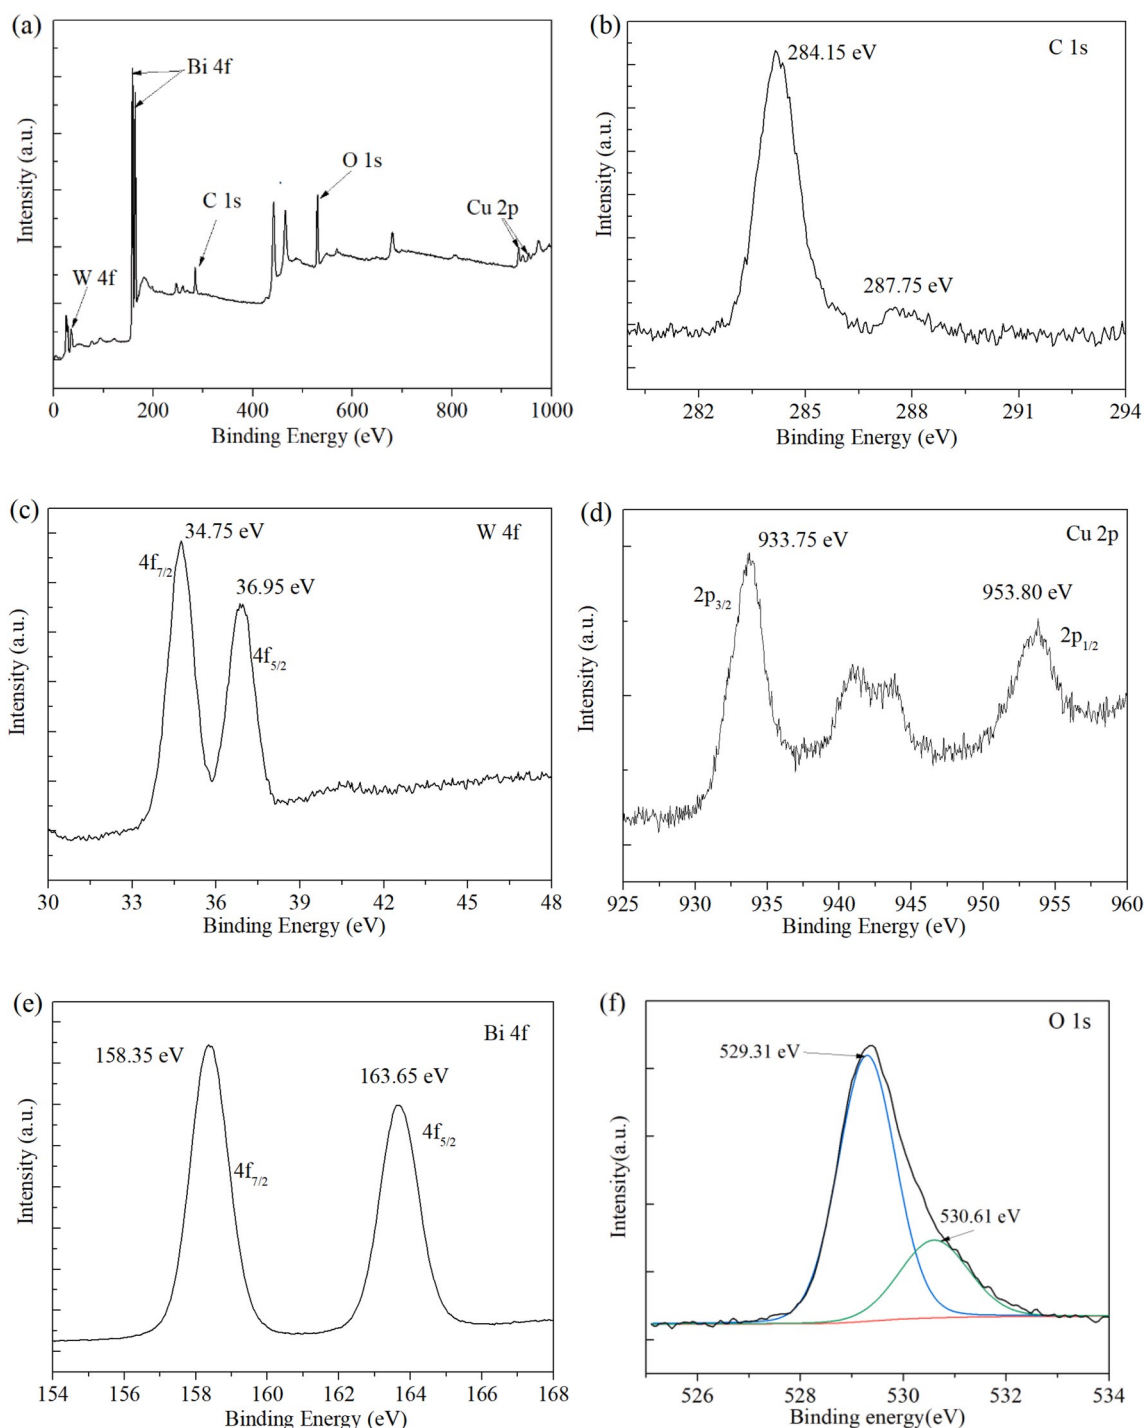 (a)
Bi 4f
O 1s
C 1s
Cu 2p
W 4f
Intensity (a.u.)
0 200 400 600 800 1000
Binding Energy (eV)
(b)
284.15 eV
C 1s
287.75 eV
Intensity (a.u.)
282 285 288 291 294
Binding Energy (eV)
(c)
34.75 eV
W 4f
4f7/2
36.95 eV
4f5/2
Intensity (a.u.)
30 33 36 39 42 45 48
Binding Energy (eV)
(d)
933.75 eV
Cu 2p
2p3/2
953.80 eV
2p1/2
Intensity (a.u.)
925 930 935 940 945 950 955 960
Binding Energy (eV)
(e)
Bi 4f
158.35 eV
163.65 eV
4f5/2
4f7/2
Intensity (a.u.)
154 156 158 160 162 164 166 168
Binding Energy (eV)
(f)
O 1s
529.31 eV
530.61 eV
Intensity(a.u.)
526 528 530 532 534
Binding energy(eV)